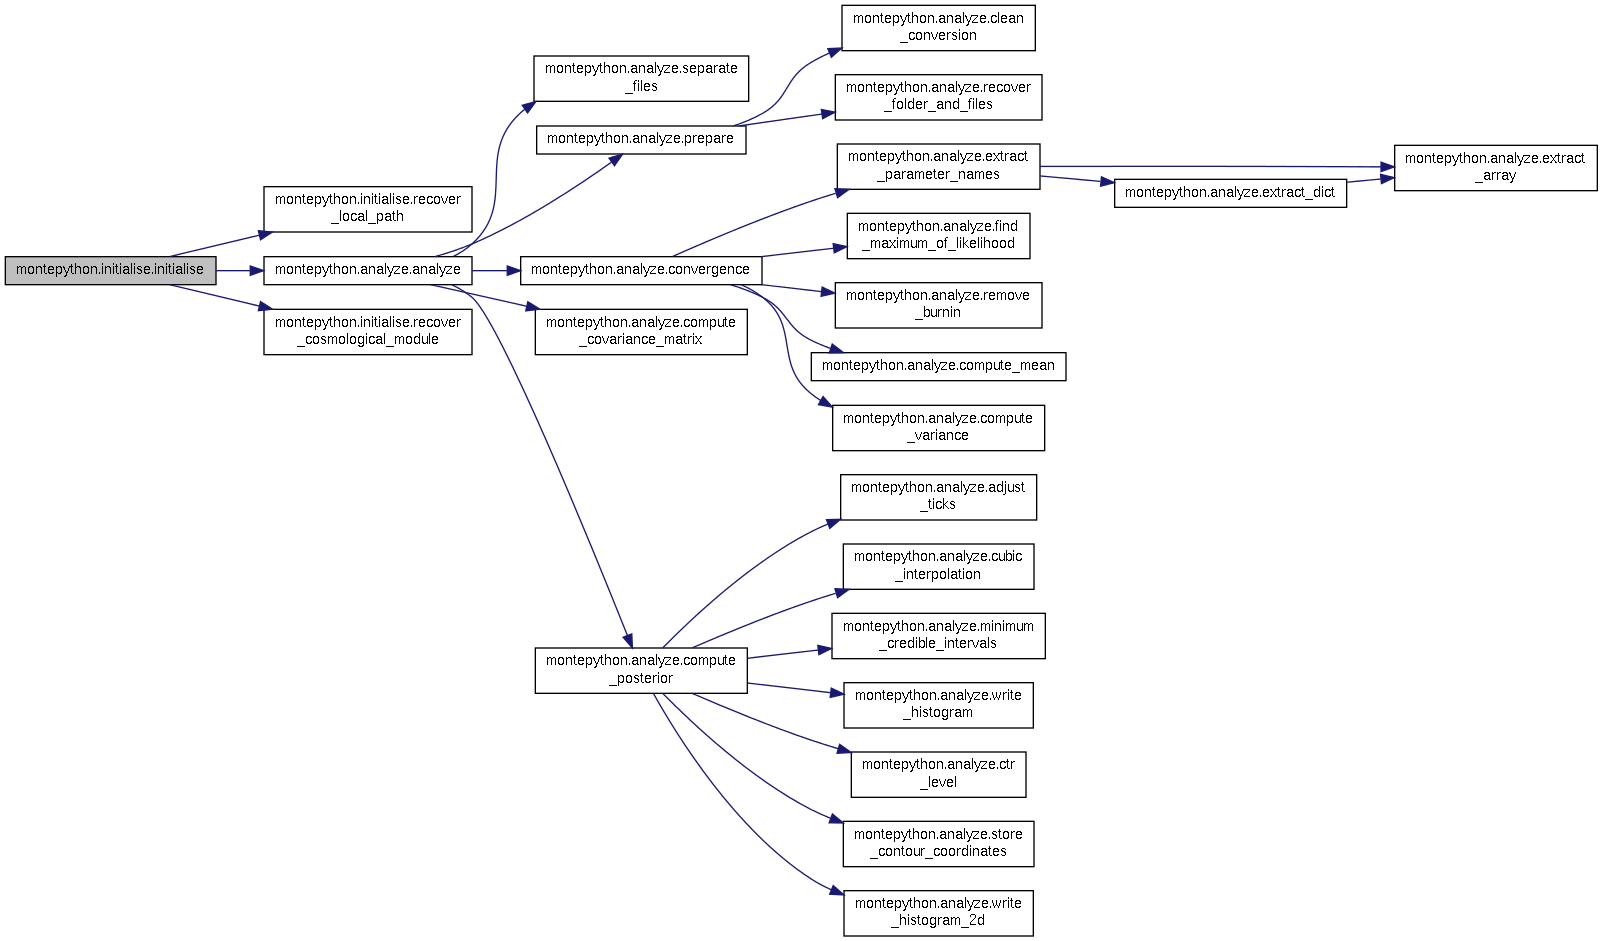 montepython.analyze.clean
_conversion
montepython.analyze.separate
_files
montepython.analyze.recover
_folder_and_files
montepython.analyze.prepare
montepython.analyze.extract
_parameter_names
montepython.analyze.extract
_array
montepython.analyze.extract_dict
montepython.initialise.recover
_local_path
montepython.analyze.find
_maximum_of_likelihood
montepython.initialise.initialise
montepython.analyze.analyze
montepython.analyze.convergence
montepython.analyze.remove
_burnin
montepython.initialise.recover
_cosmological_module
montepython.analyze.compute
_covariance_matrix
montepython.analyze.compute_mean
montepython.analyze.compute
_variance
montepython.analyze.adjust
_ticks
montepython.analyze.cubic
_interpolation
montepython.analyze.minimum
_credible_intervals
montepython.analyze.compute
_posterior
montepython.analyze.write
_histogram
montepython.analyze.ctr
_level
montepython.analyze.store
_contour_coordinates
montepython.analyze.write
_histogram_2d